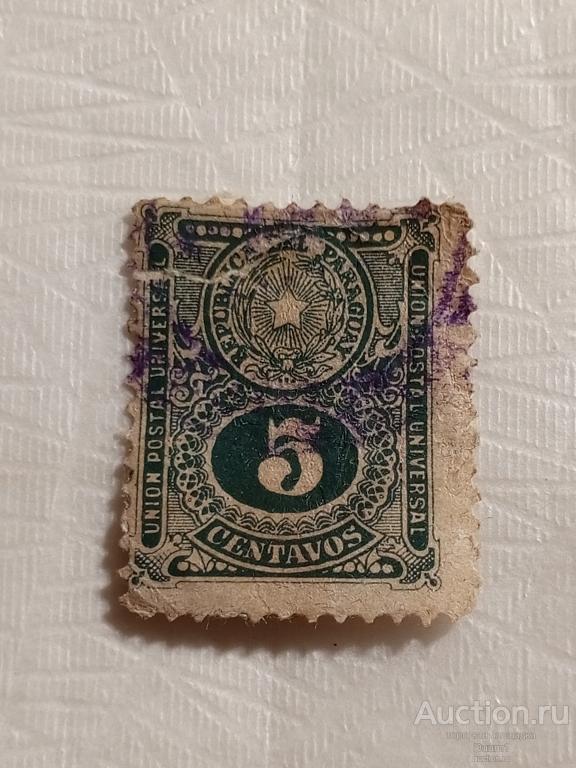 REPUBLICA DEL PARAGUAY
UNION POSTAL UNIVERSAL
UNION POSTAL UNIVERSAL
5
CENTAVOS
Auction.ru